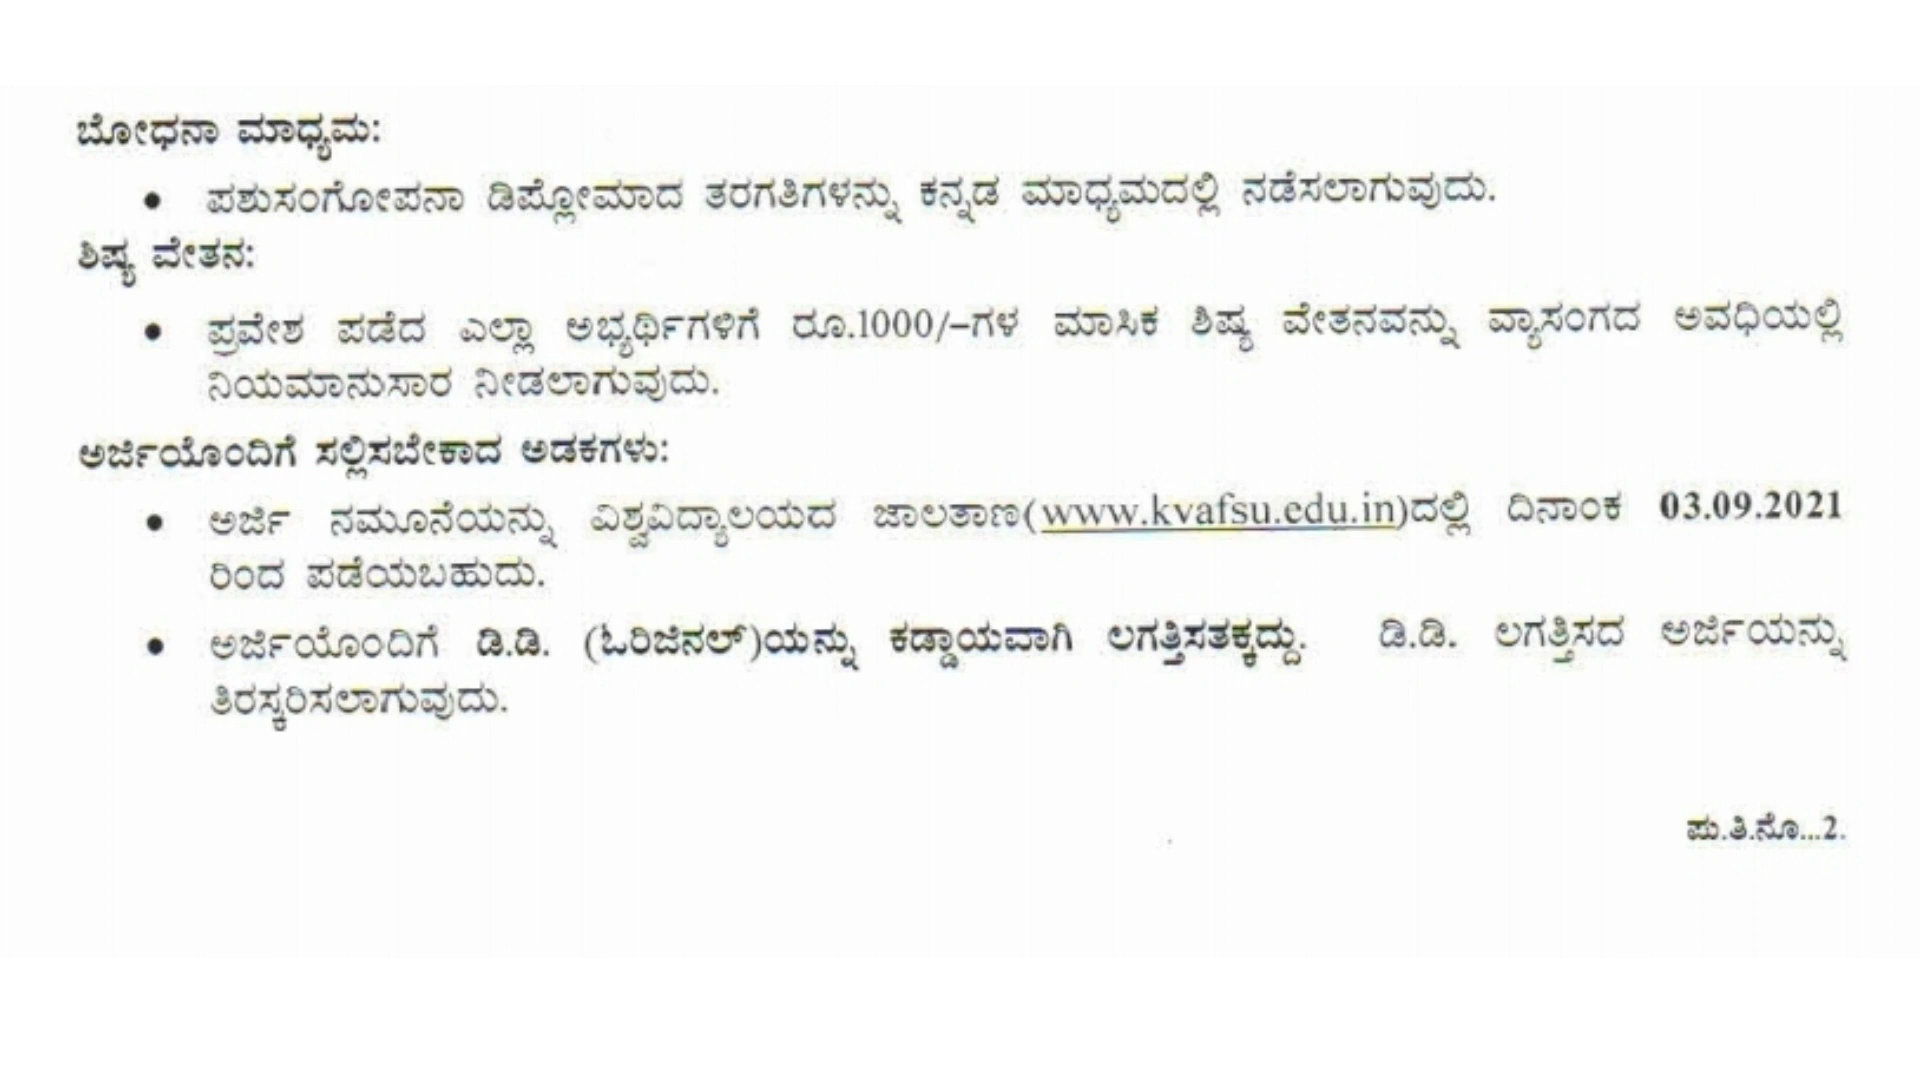 ಬೋಧನಾ ಮಾಧ್ಯಮ:
• ಪಶುಸಂಗೋಪನಾ ಡಿಪ್ಲೋಮಾದ ತರಗತಿಗಳನ್ನು ಕನ್ನಡ ಮಾಧ್ಯಮದಲ್ಲಿ ನಡೆಸಲಾಗುವುದು.
ಶಿಷ್ಯ ವೇತನ:
• ಪ್ರವೇಶ ಪಡೆದ ಎಲ್ಲಾ ಅಭ್ಯರ್ಥಿಗಳಿಗೆ ರೂ.1000/-ಗಳ ಮಾಸಿಕ ಶಿಷ್ಯ ವೇತನವನ್ನು ವ್ಯಾಸಂಗದ ಅವಧಿಯಲ್ಲಿ
ನಿಯಮಾನುಸಾರ ನೀಡಲಾಗುವುದು.
ಅರ್ಜಿಯೊಂದಿಗೆ ಸಲ್ಲಿಸಬೇಕಾದ ಅಡಕಗಳು:
• ಅರ್ಜಿ ನಮೂನೆಯನ್ನು ವಿಶ್ವವಿದ್ಯಾಲಯದ ಜಾಲತಾಣ(www.kvafsu.edu.in)ದಲ್ಲಿ ದಿನಾಂಕ 03.09.2021
ರಿಂದ ಪಡೆಯಬಹುದು.
• ಅರ್ಜಿಯೊಂದಿಗೆ ಡಿ.ಡಿ. (ಓರಿಜಿನಲ್)ಯನ್ನು ಕಡ್ಡಾಯವಾಗಿ ಲಗತ್ತಿಸತಕ್ಕದ್ದು. ಡಿ.ಡಿ. ಲಗತ್ತಿಸದ ಅರ್ಜಿಯನ್ನು
ತಿರಸ್ಕರಿಸಲಾಗುವುದು.
ಪು.ತಿ.ನೊ...2.